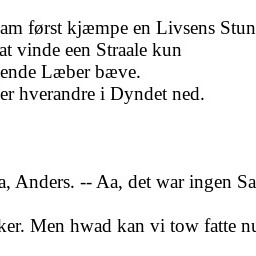 am først kjæmpe en Livsens Stun
at vinde een Straale kun
ende Læber bæve.
er hverandre i Dyndet ned.
a, Anders. -- Aa, det war ingen Sa
ker. Men hwad kan vi tow fatte nu